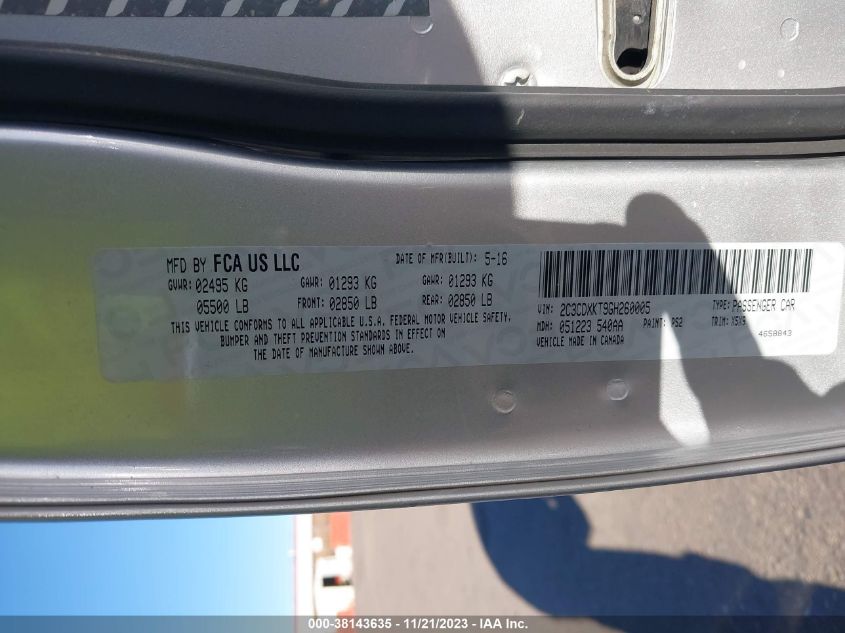 MFD BY FCA US LLC
DATE OF MFR(BUILT): 5-16
GVWR: 02495 KG
GAWR: 01293 KG
GAWR: 01293 KG
05500 LB
FRONT: 02850 LB
REAR: 02850 LB
THIS VEHICLE CONFORMS TO ALL APPLICABLE U.S.A. FEDERAL MOTOR VEHICLE SAFETY,
BUMPER AND THEFT PREVENTION STANDARDS IN EFFECT ON
THE DATE OF MANUFACTURE SHOWN ABOVE.
VIN: 2C3CDXKT9GH260005
TYPE: PASSENGER CAR
MDH: 051223 540AA
PAINT: PS2
TRIM: X5X9
VEHICLE MADE IN CANADA
4658843
000-38143635 - 11/21/2023 - IAA Inc.